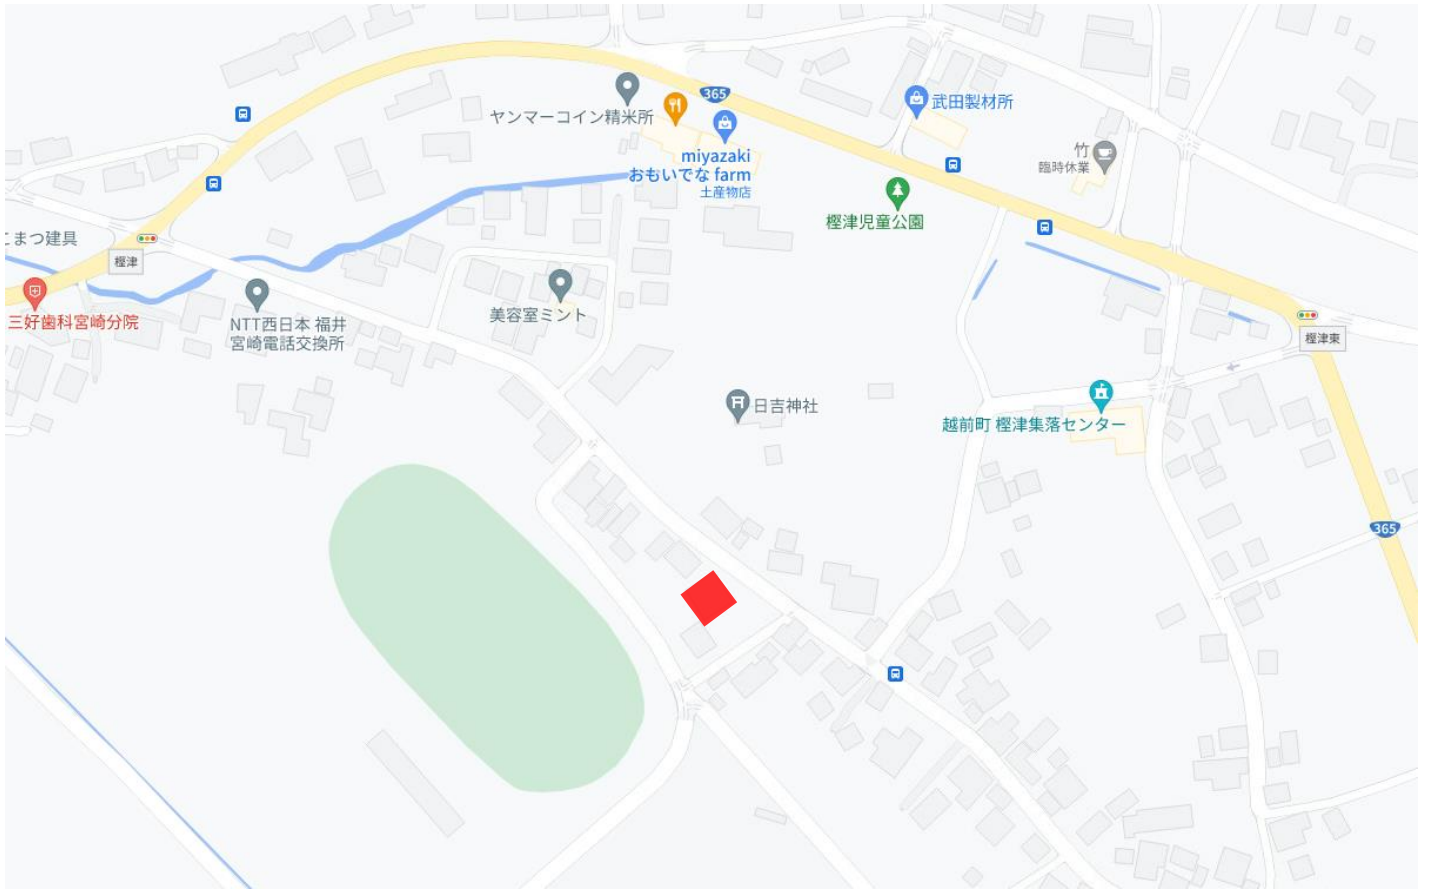 365
ヤンマーコイン精米所
武田製材所
miyazaki
おもいでな farm
土産物店
竹
臨時休業
樫津児童公園
こまつ建具
樫津
三好歯科宮崎分院
NTT西日本 福井
宮崎電話交換所
美容室ミント
樫津東
日吉神社
越前町 樫津集落センター
365